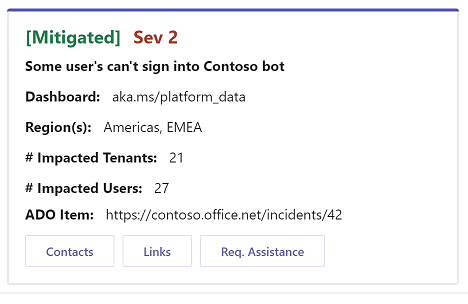 [Mitigated] Sev 2
Some user's can't sign into Contoso bot
Dashboard: aka.ms/platform_data
Region(s): Americas, EMEA
# Impacted Tenants: 21
# Impacted Users: 27
ADO Item: https://contoso.office.net/incidents/42
Contacts Links Req. Assistance